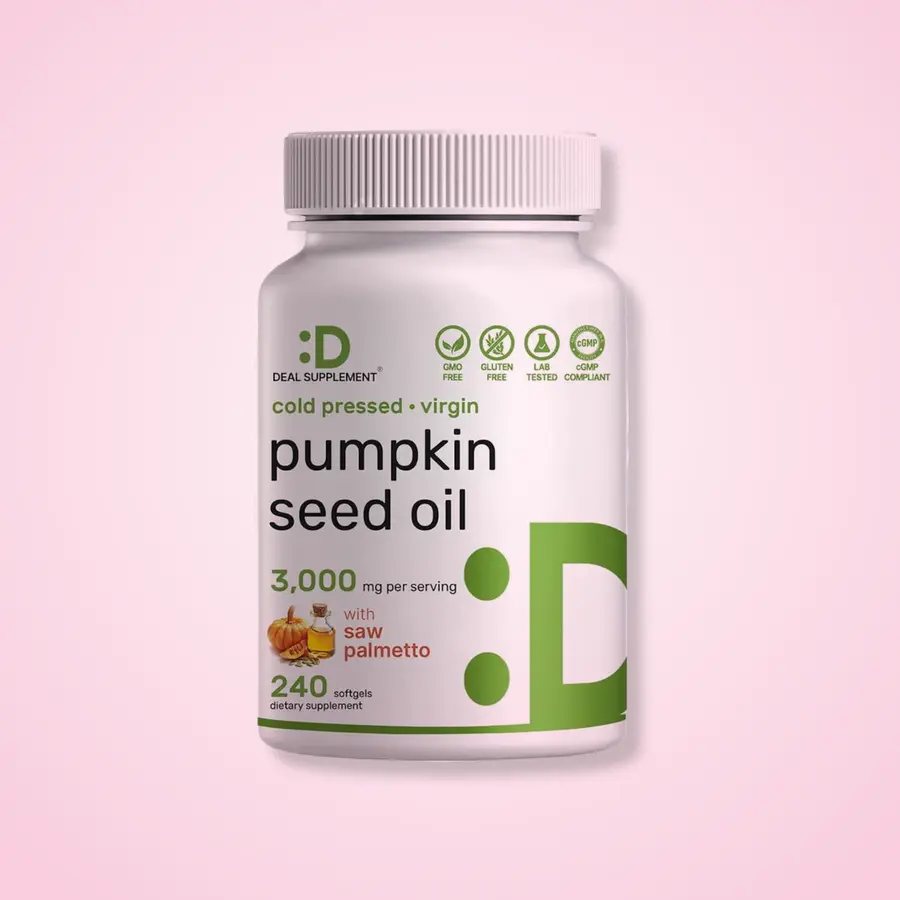 :D
DEAL SUPPLEMENT®
GMO FREE
GLUTEN FREE
LAB TESTED
cGMP
cGMP COMPLIANT
cold pressed • virgin
pumpkin
seed oil
3,000 mg per serving
with
saw
palmetto
240 softgels
dietary supplement
:D